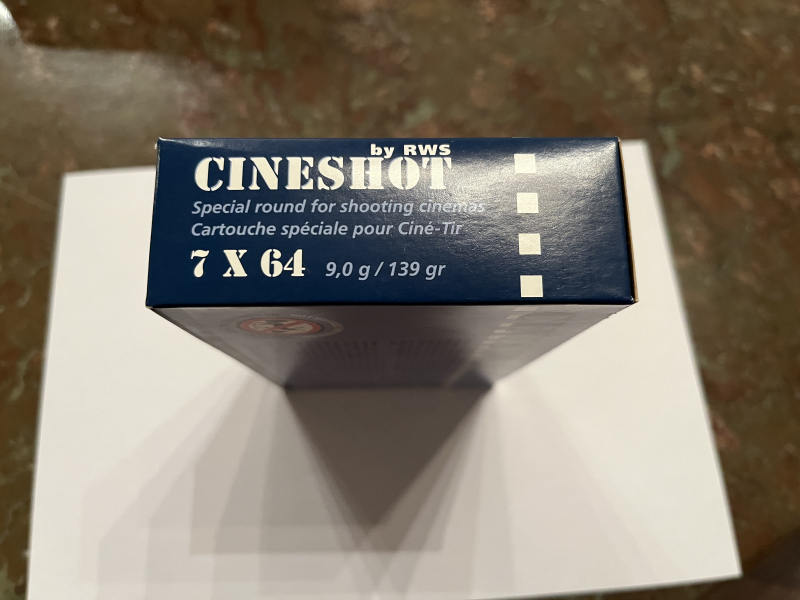 by RWS
CINESHOT
Special round for shooting cinemas
Cartouche spéciale pour Ciné-Tir
7 X 64 9,0 g / 139 gr